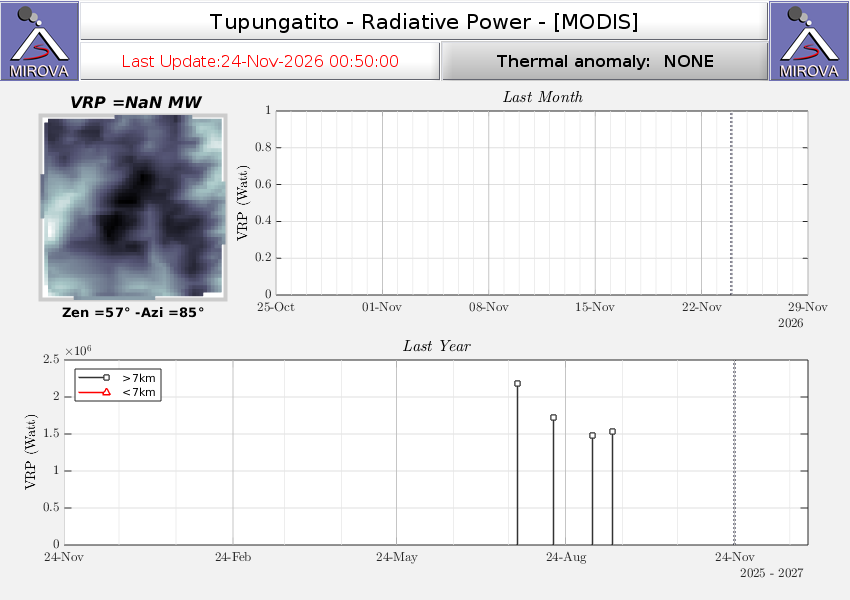 Tupungatito - Radiative Power - [MODIS]
MIROVA
Last Update:24-Nov-2026 00:50:00
Thermal anomaly: NONE
MIROVA
VRP =NaN MW
Zen =57° -Azi =85°
Last Month
VRP (Watt)
1
0.8
0.6
0.4
0.2
0
25-Oct
01-Nov
08-Nov
15-Nov
22-Nov
29-Nov
2026
Last Year
×10⁶
VRP (Watt)
2.5
2
1.5
1
0.5
0
>7km
<7km
24-Nov
24-Feb
24-May
24-Aug
24-Nov
2025 - 2027